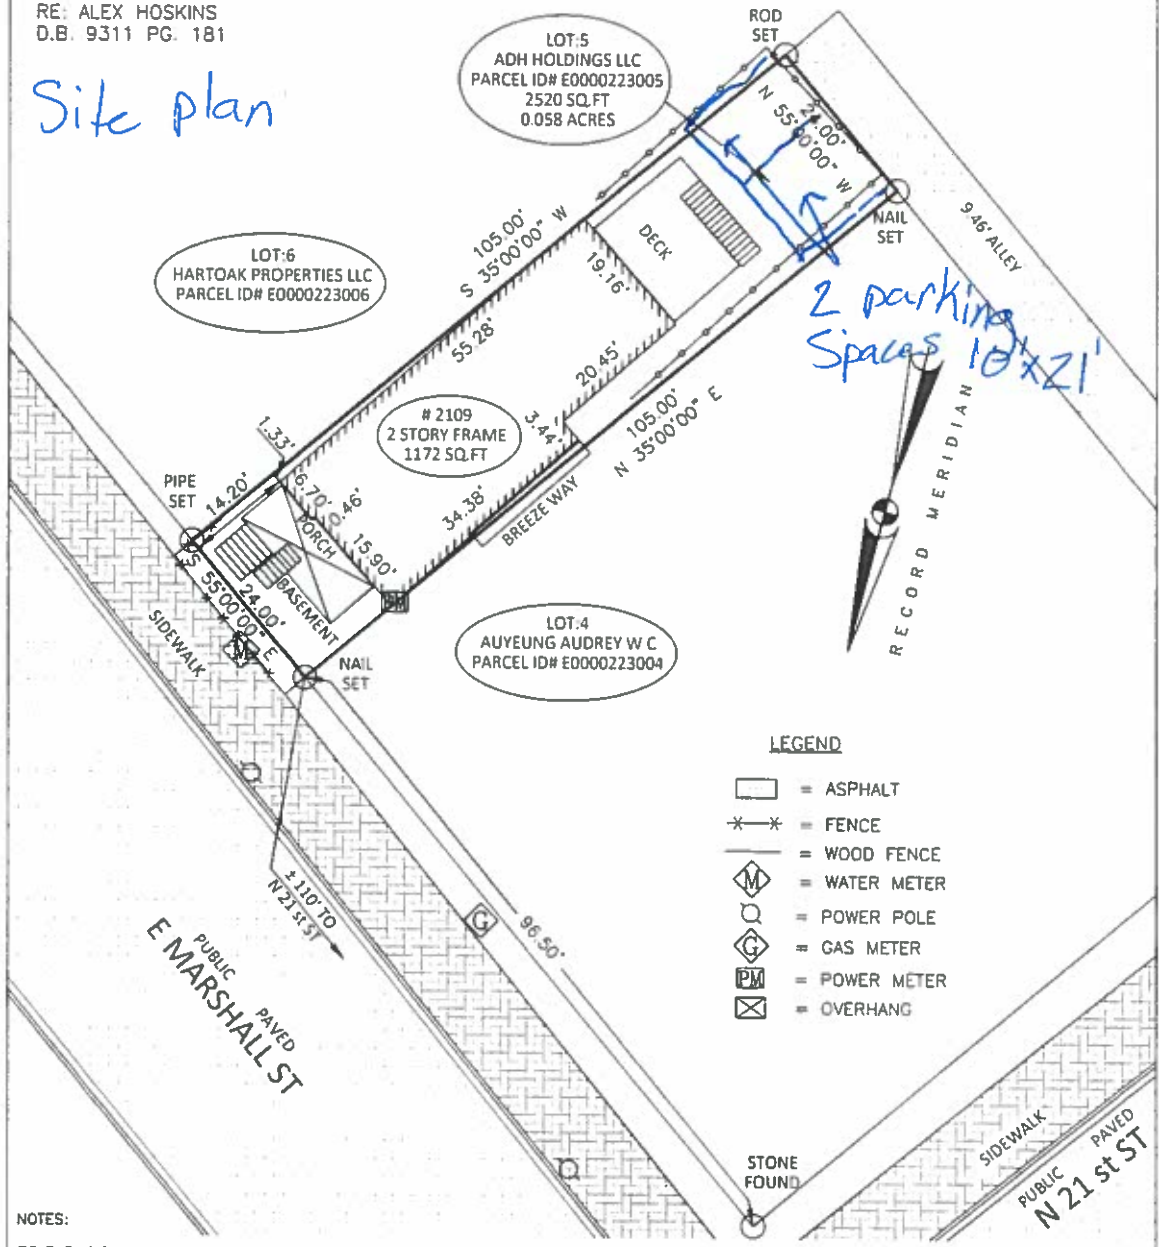 RE: ALEX HOSKINS
D.B. 9311 PG. 181
Site plan
ROD
SET
LOT:5
ADH HOLDINGS LLC
PARCEL ID# E0000223005
2520 SQ.FT
0.058 ACRES
24.00'
N 55°00'00" W
NAIL
SET
9.46' ALLEY
105.00'
S 35°00'00" W
DECK
19.16'
LOT:6
HARTOAK PROPERTIES LLC
PARCEL ID# E0000223006
2 parking
Spaces 10'x21'
55.28'
20.45'
# 2109
2 STORY FRAME
1172 SQ.FT
3.44'
105.00'
N 35°00'00" E
1.33'
PIPE
SET
14.20'
6.70'
0.46'
PORCH
15.90'
34.38'
BREEZE WAY
RECORD MERIDIAN
S 55°00'00" E
24.00'
BASEMENT
PM
M
SIDEWALK
NAIL
SET
LOT:4
AUYEUNG AUDREY W C
PARCEL ID# E0000223004
LEGEND
= ASPHALT
= FENCE
= WOOD FENCE
M = WATER METER
= POWER POLE
G = GAS METER
PM = POWER METER
= OVERHANG
± 110' TO
N 21 st ST
G
96.50'
PUBLIC PAVED
E MARSHALL ST
STONE
FOUND
SIDEWALK
PUBLIC PAVED
N 21 st ST
NOTES: